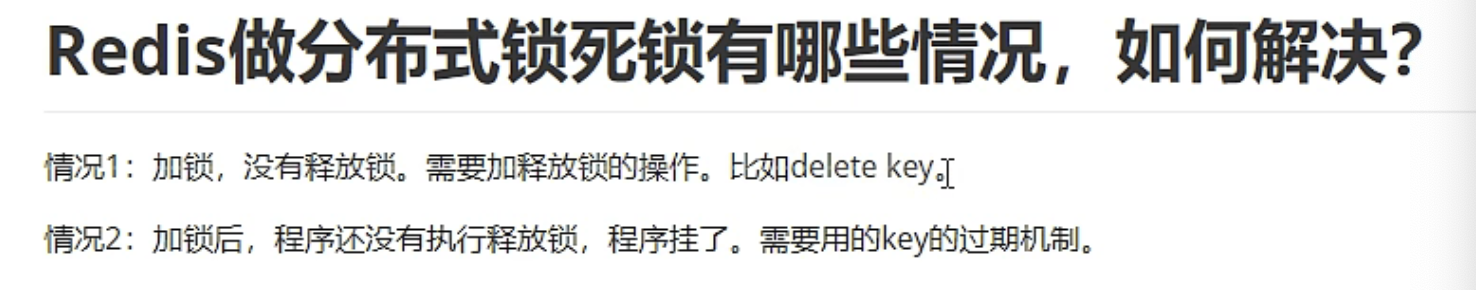 Redis做分布式锁死锁有哪些情况，如何解决?
情况1：加锁，没有释放锁。需要加释放锁的操作。比如delete key。
情况2：加锁后，程序还没有执行释放锁，程序挂了。需要用的key的过期机制。